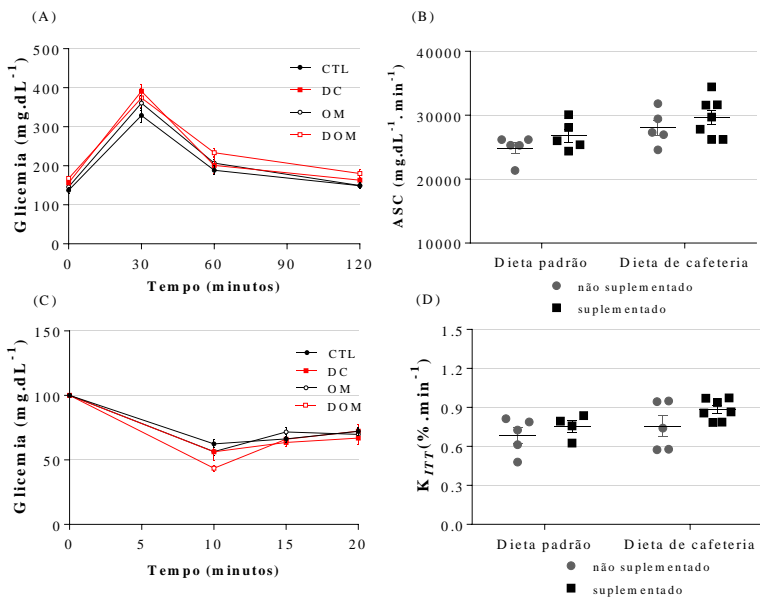 (A)
Glicemia (mg.dL⁻¹)
500
400
300
200
100
0
0
30
60
90
120
Tempo (minutos)
CTL
DC
OM
DOM
(B)
ASC (mg.dL⁻¹.min⁻¹)
40000
30000
20000
10000
Dieta padrão
Dieta de cafeteria
não suplementado
suplementado
(C)
Glicemia (mg.dL⁻¹)
150
100
50
0
0
5
10
15
20
Tempo (minutos)
CTL
DC
OM
DOM
(D)
K_ITT (%.min⁻¹)
1.5
1.2
0.9
0.6
0.3
0.0
Dieta padrão
Dieta de cafeteria
não suplementado
suplementado